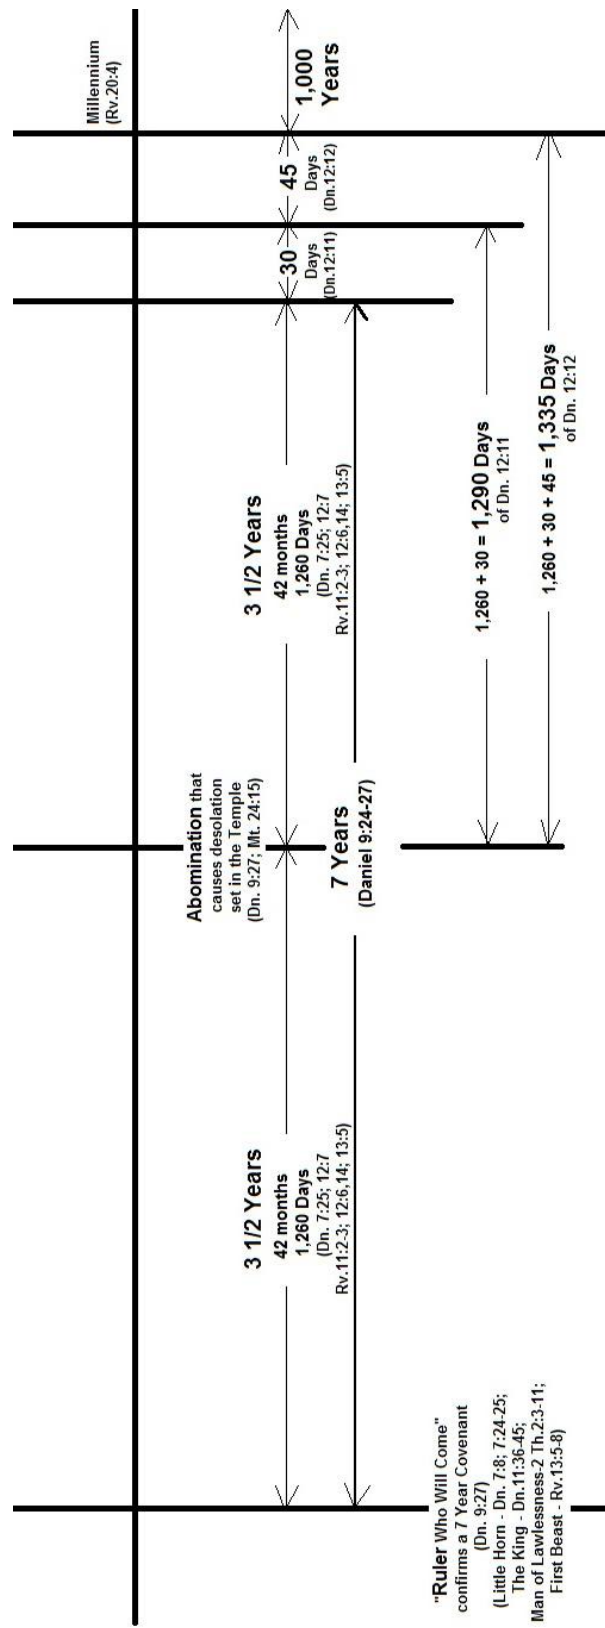 "Ruler Who Will Come"
confirms a 7 Year Covenant
(Dn. 9:27)
(Little Horn - Dn. 7:8; 7:24-25;
The King - Dn.11:36-45;
Man of Lawlessness-2 Th.2:3-11;
First Beast - Rv.13:5-8)
3 1/2 Years
42 months
1,260 Days
(Dn. 7:25; 12:7
Rv.11:2-3; 12:6,14; 13:5)
Abomination that
causes desolation
set in the Temple
(Dn. 9:27; Mt. 24:15)
7 Years
(Daniel 9:24-27)
3 1/2 Years
42 months
1,260 Days
(Dn. 7:25; 12:7
Rv.11:2-3; 12:6,14; 13:5)
30
Days
(Dn.12:11)
45
Days
(Dn.12:12)
Millennium
(Rv.20:4)
1,000
Years
1,260 + 30 = 1,290 Days
of Dn. 12:11
1,260 + 30 + 45 = 1,335 Days
of Dn. 12:12